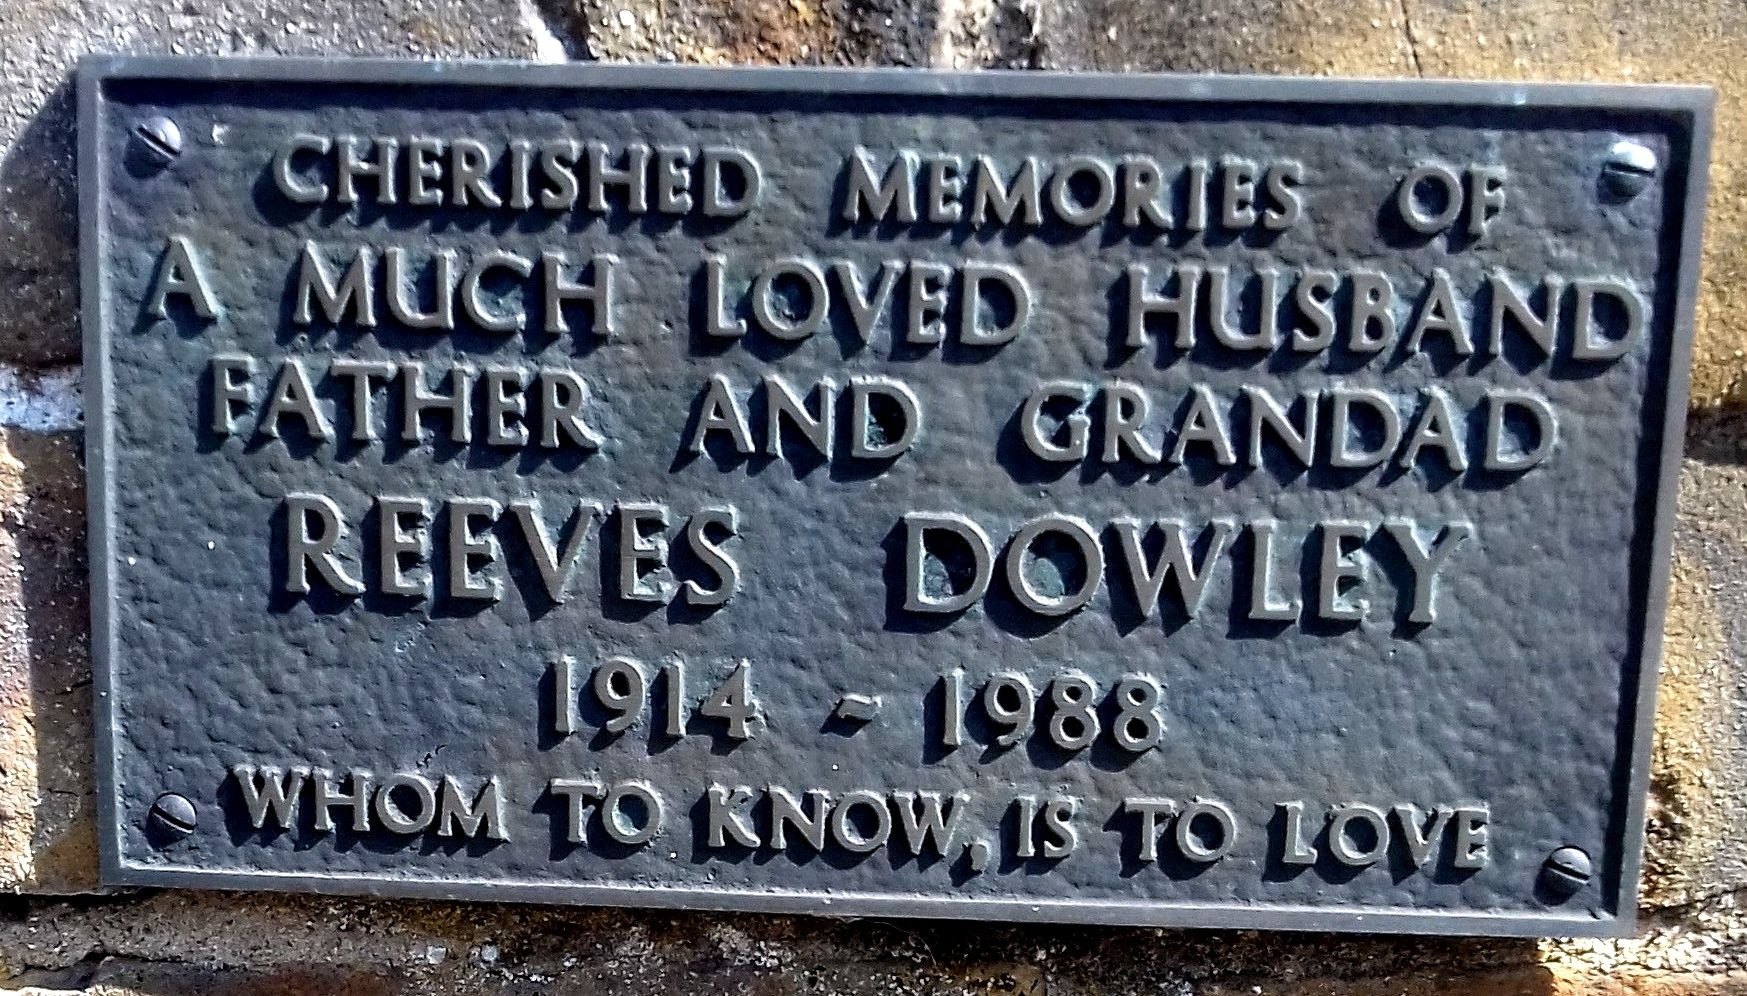 CHERISHED MEMORIES OF
A MUCH LOVED HUSBAND
FATHER AND GRANDAD
REEVES DOWLEY
1914 - 1988
WHOM TO KNOW, IS TO LOVE